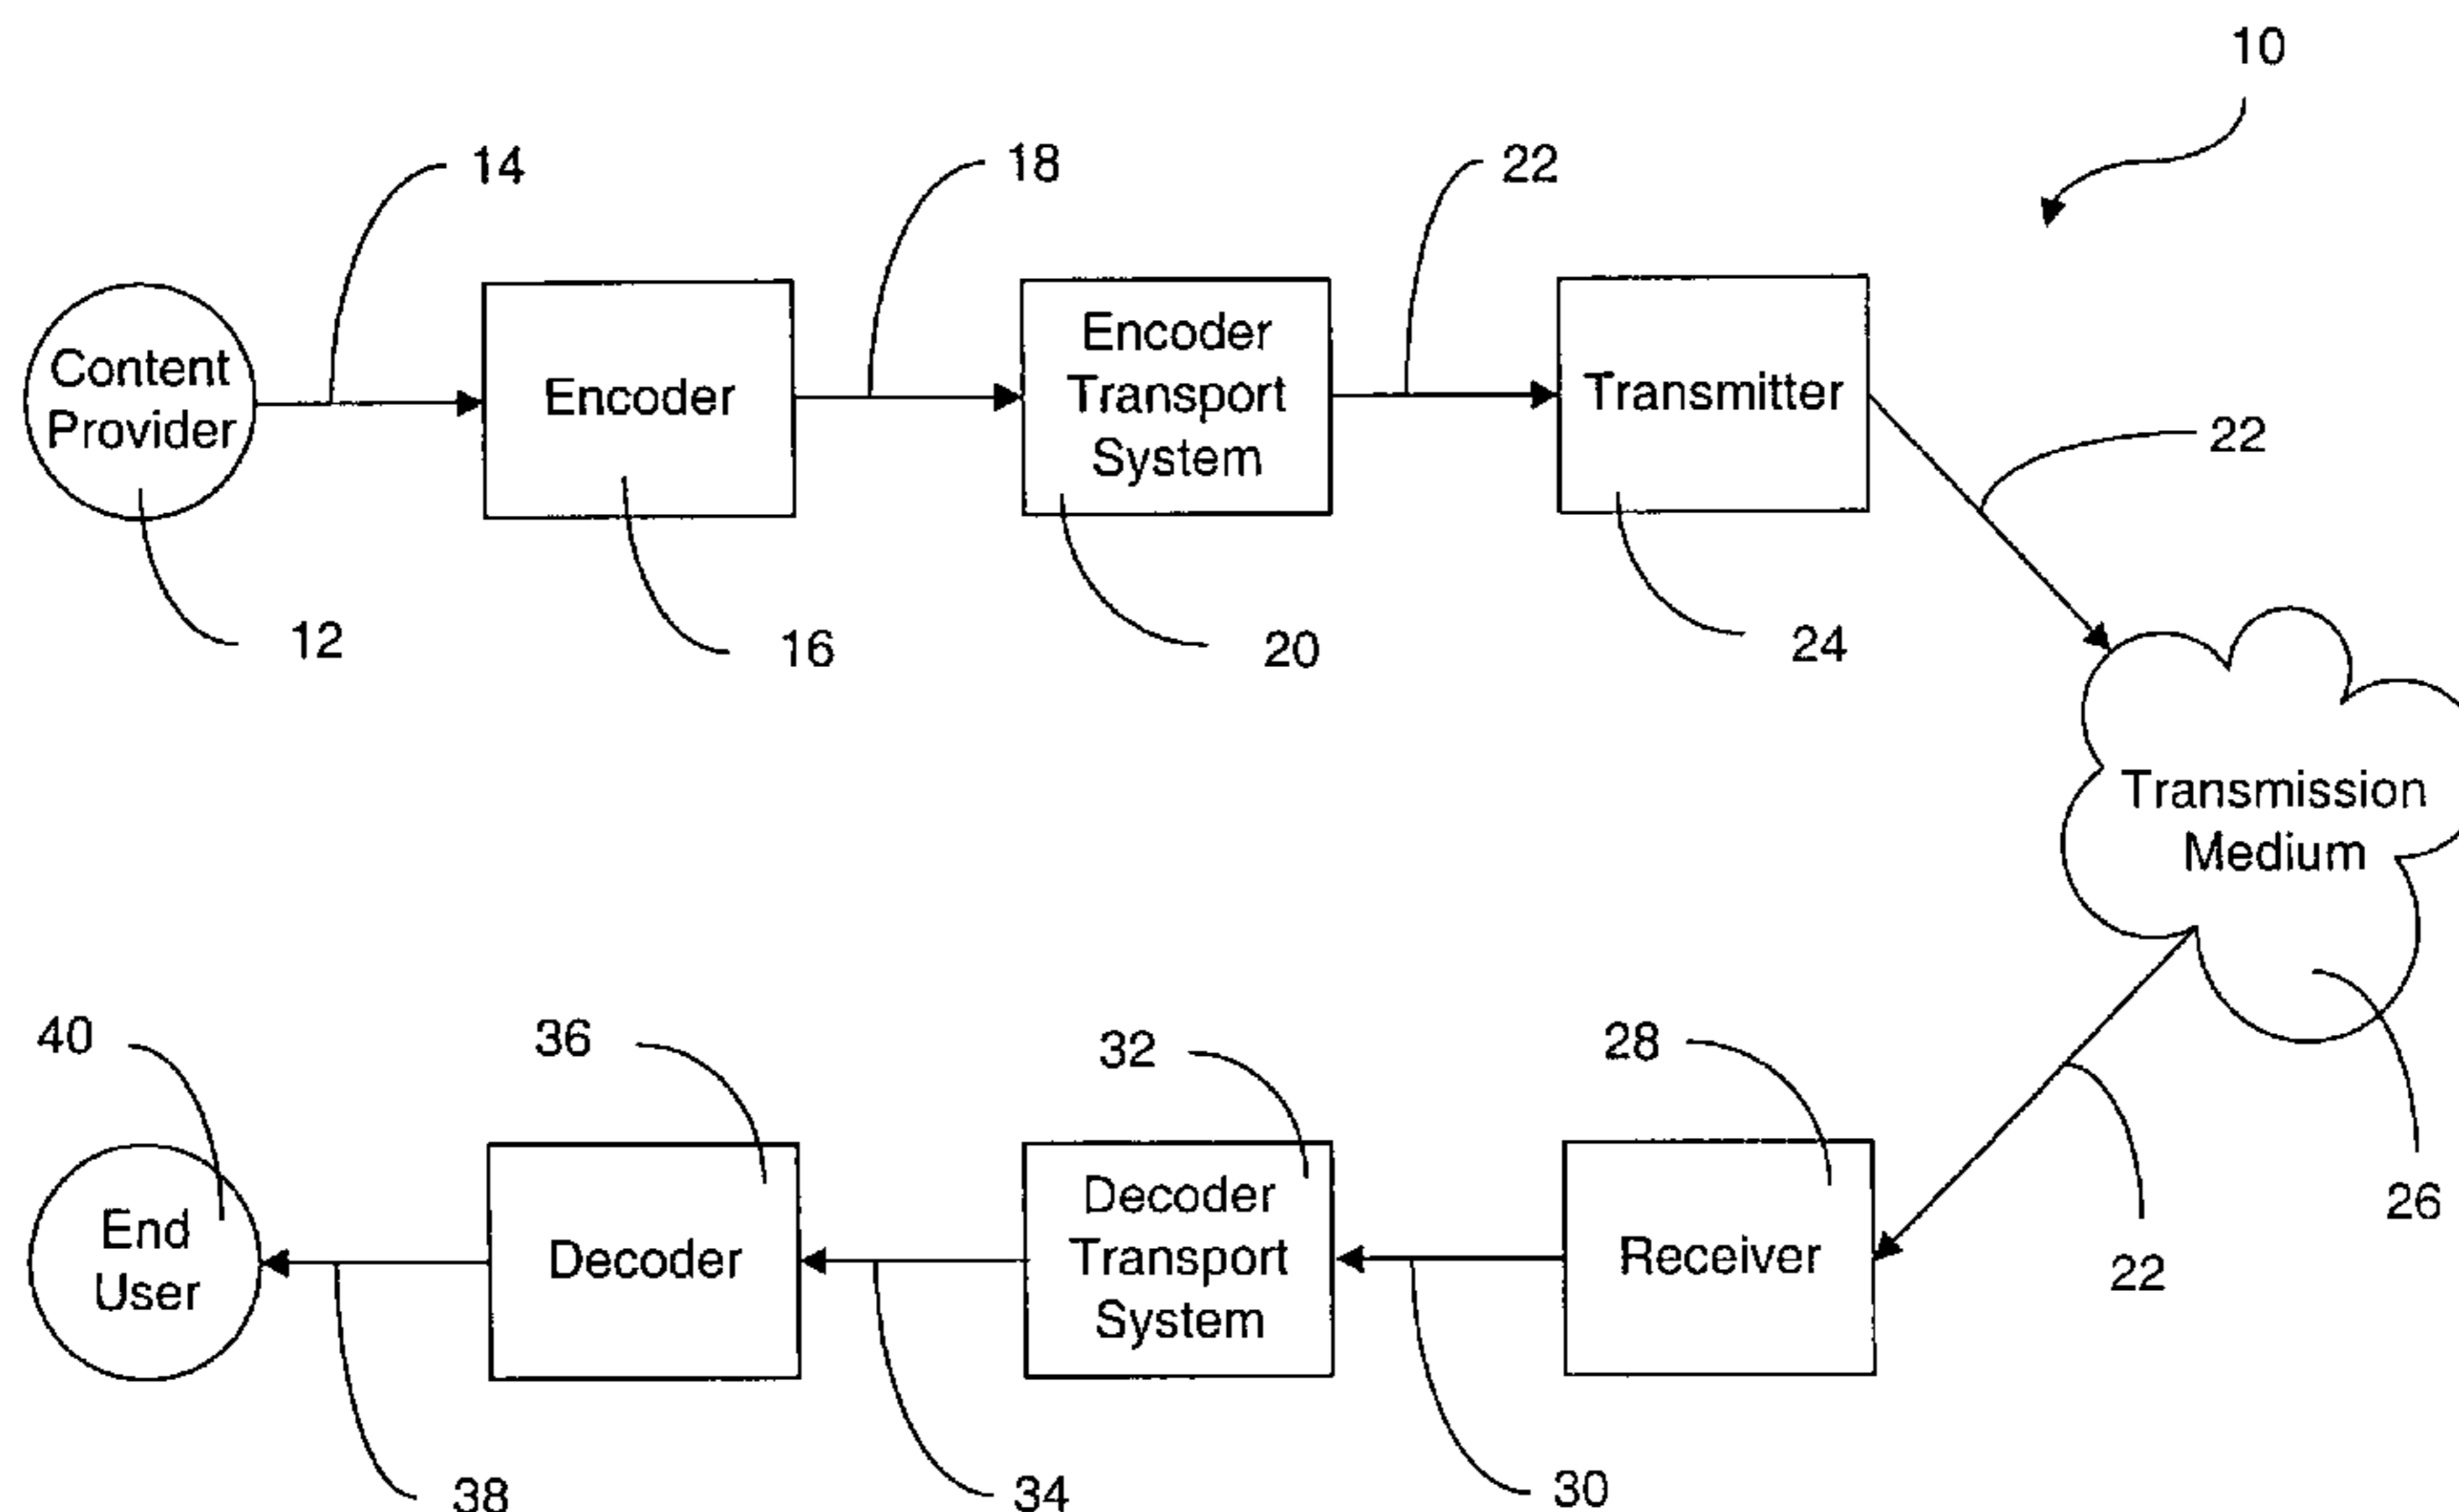 10
14
18
22
Content
Provider
Encoder
Encoder
Transport
System
Transmitter
22
12
16
20
24
Transmission
Medium
40
36
32
28
26
End
User
Decoder
Decoder
Transport
System
Receiver
22
38
34
30